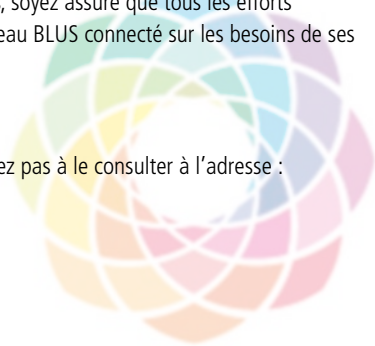 , soyez assuré que tous les efforts
eau BLUS connecté sur les besoins de ses
ez pas à le consulter à l’adresse :